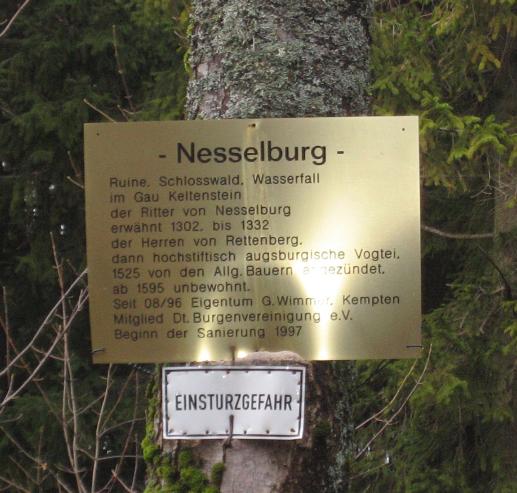 - Nesselburg -
Ruine, Schlosswald, Wasserfall
im Gau Keltenstein
der Ritter von Nesselburg
erwähnt 1302, bis 1332
der Herren von Rettenberg,
dann hochstiftisch augsburgische Vogtei,
1525 von den Allg. Bauern angezündet,
ab 1595 unbewohnt.
Seit 08/96 Eigentum G.Wimmer, Kempten
Mitglied Dt. Burgenvereinigung e.V.
Beginn der Sanierung 1997
EINSTURZGEFAHR